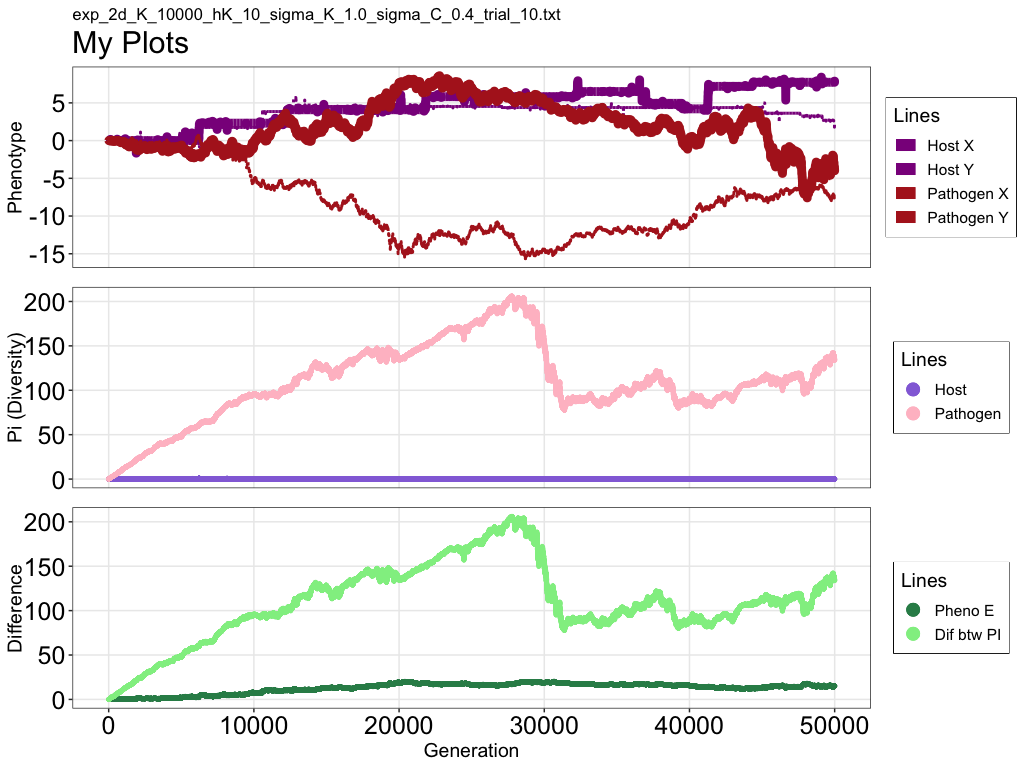 exp_2d_K_10000_hK_10_sigma_K_1.0_sigma_C_0.4_trial_10.txt
My Plots
Phenotype
5
0
-5
-10
-15
Lines
Host X
Host Y
Pathogen X
Pathogen Y
Pi (Diversity)
200
150
100
50
0
Lines
Host
Pathogen
Difference
200
150
100
50
0
Lines
Pheno E
Dif btw PI
0 10000 20000 30000 40000 50000
Generation